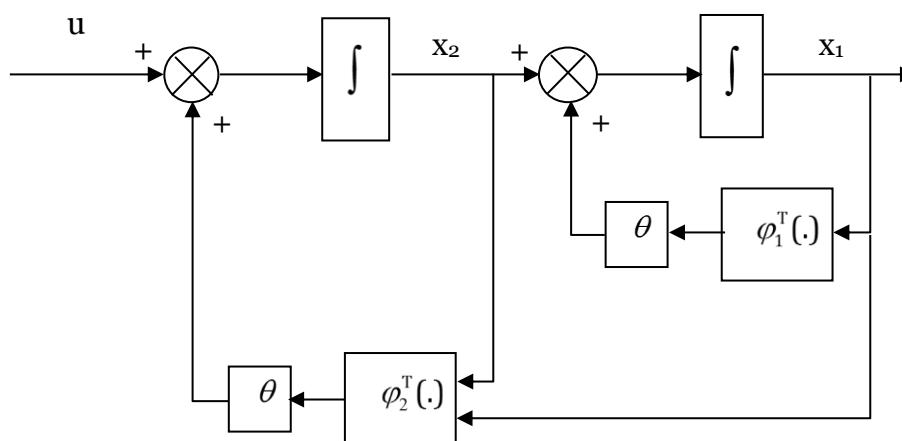 u
+
+
∫
x₂
+
+
∫
x₁
θ
φ₁ᵀ(.)
θ
φ₂ᵀ(.)